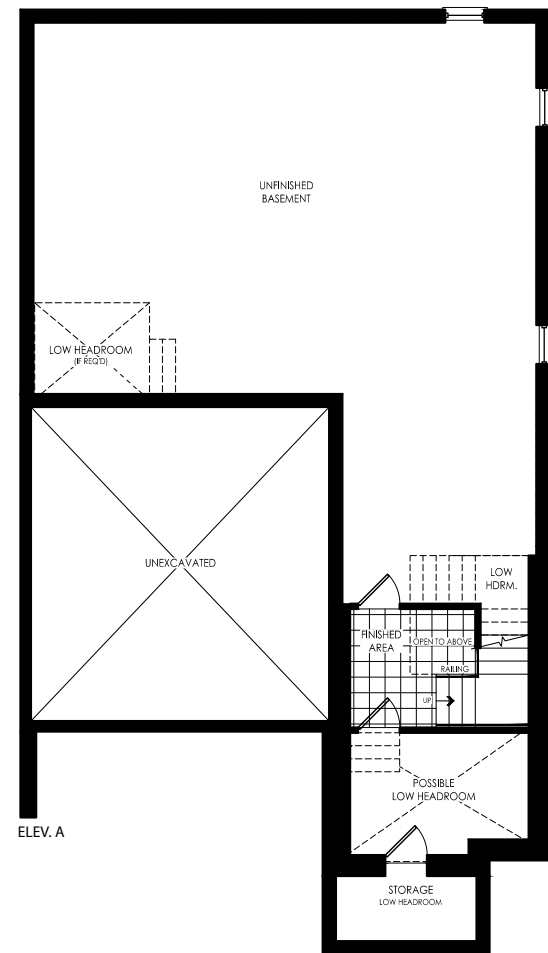 UNFINISHED
BASEMENT
LOW HEADROOM
(IF REQ'D)
UNEXCAVATED
LOW
HDRM.
FINISHED
AREA
OPEN TO ABOVE
RAILING
UP
POSSIBLE
LOW HEADROOM
ELEV. A
STORAGE
LOW HEADROOM